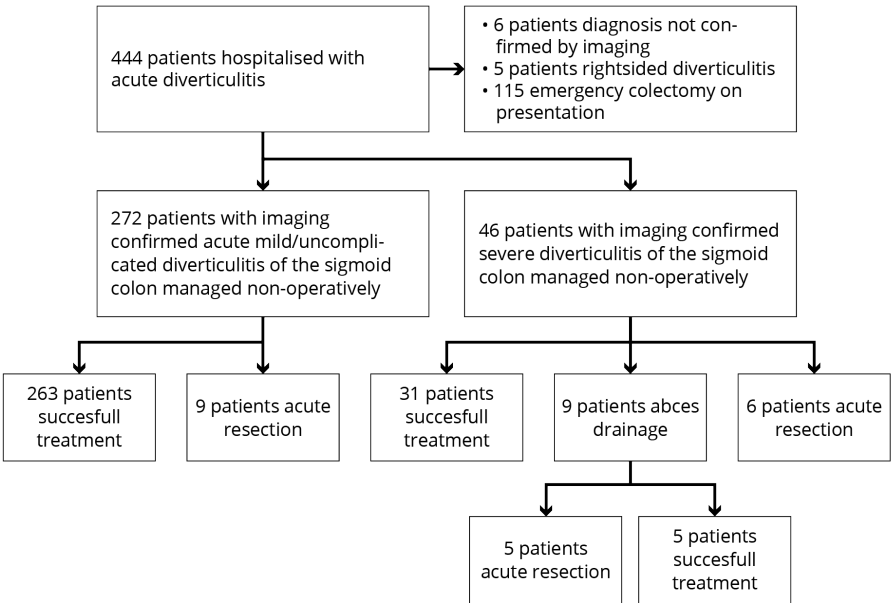 444 patients hospitalised with
acute diverticulitis
• 6 patients diagnosis not con-
firmed by imaging
• 5 patients rightsided diverticulitis
• 115 emergency colectomy on
presentation
272 patients with imaging
confirmed acute mild/uncompli-
cated diverticulitis of the sigmoid
colon managed non-operatively
46 patients with imaging confirmed
severe diverticulitis of the sigmoid
colon managed non-operatively
263 patients
succesfull
treatment
9 patients acute
resection
31 patients
succesfull
treatment
9 patients abces
drainage
6 patients acute
resection
5 patients
acute resection
5 patients
succesfull
treatment